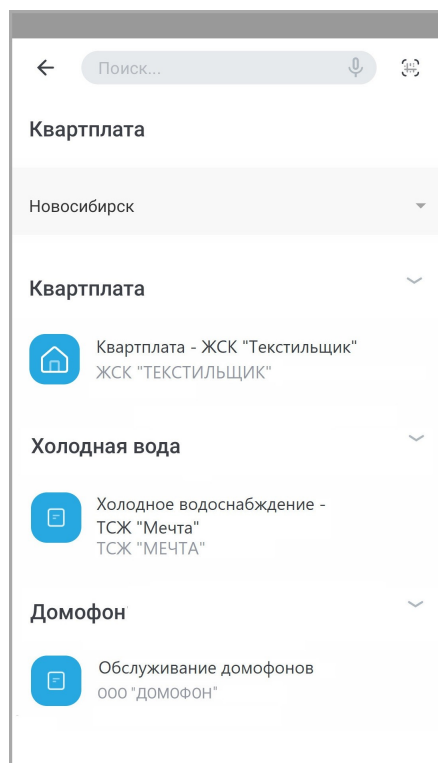 Поиск...
Квартплата
Новосибирск
Квартплата
Квартплата - ЖСК "Текстильщик"
ЖСК "ТЕКСТИЛЬЩИК"
Холодная вода
Холодное водоснабждение -
ТСЖ "Мечта"
ТСЖ "МЕЧТА"
Домофон
Обслуживание домофонов
ООО "ДОМОФОН"